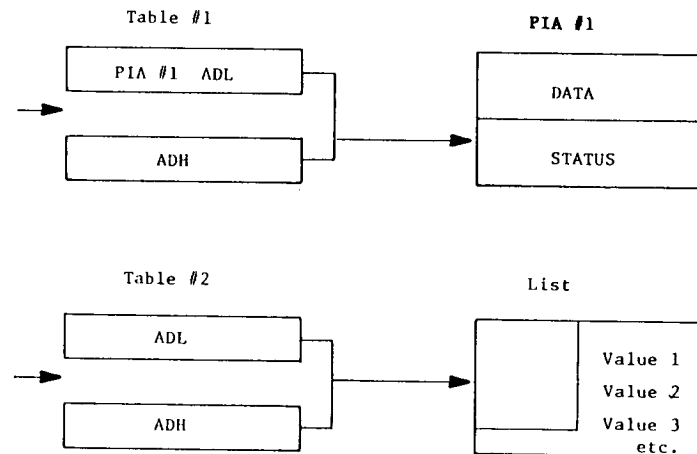 Table #1
PIA #1
PIA #1 ADL
DATA
ADH
STATUS
Table #2
List
ADL
Value 1
Value 2
ADH
Value 3
etc.